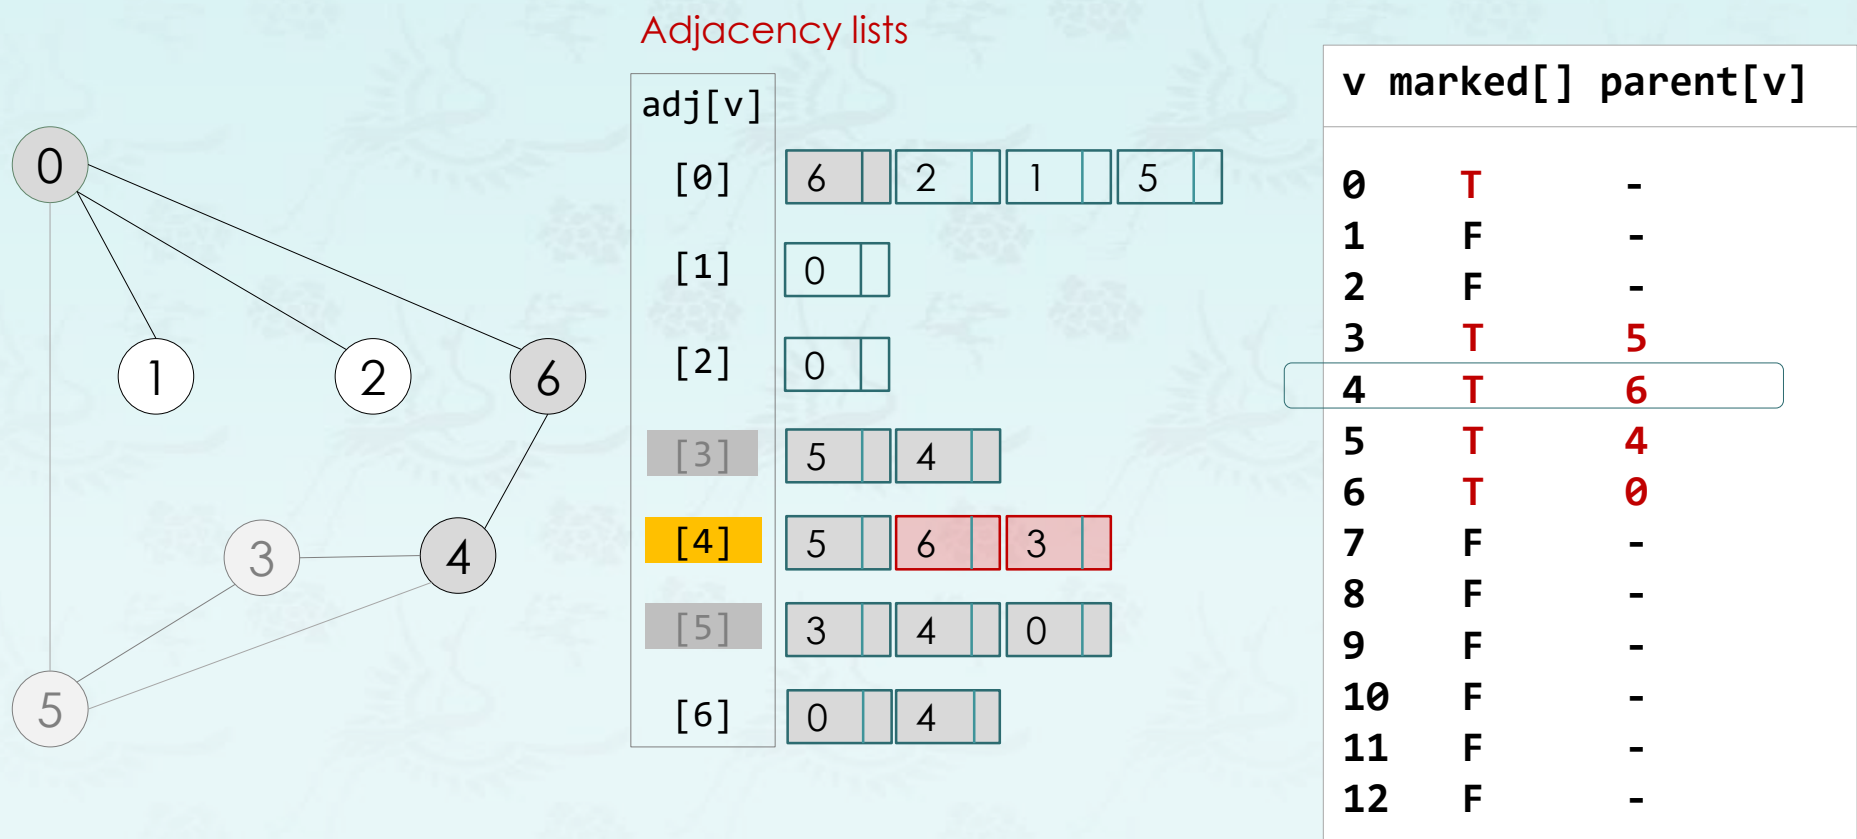 Adjacency lists
v marked[] parent[v]
adj[v]
0
[0] 6 2 1 5
0 T -
1 F -
[1] 0
2 F -
3 T 5
1 2 6
[2] 0
4 T 6
[3] 5 4
5 T 4
6 T 0
3 4
[4] 5 6 3
7 F -
8 F -
[5] 3 4 0
9 F -
5
[6] 0 4
10 F -
11 F -
12 F -